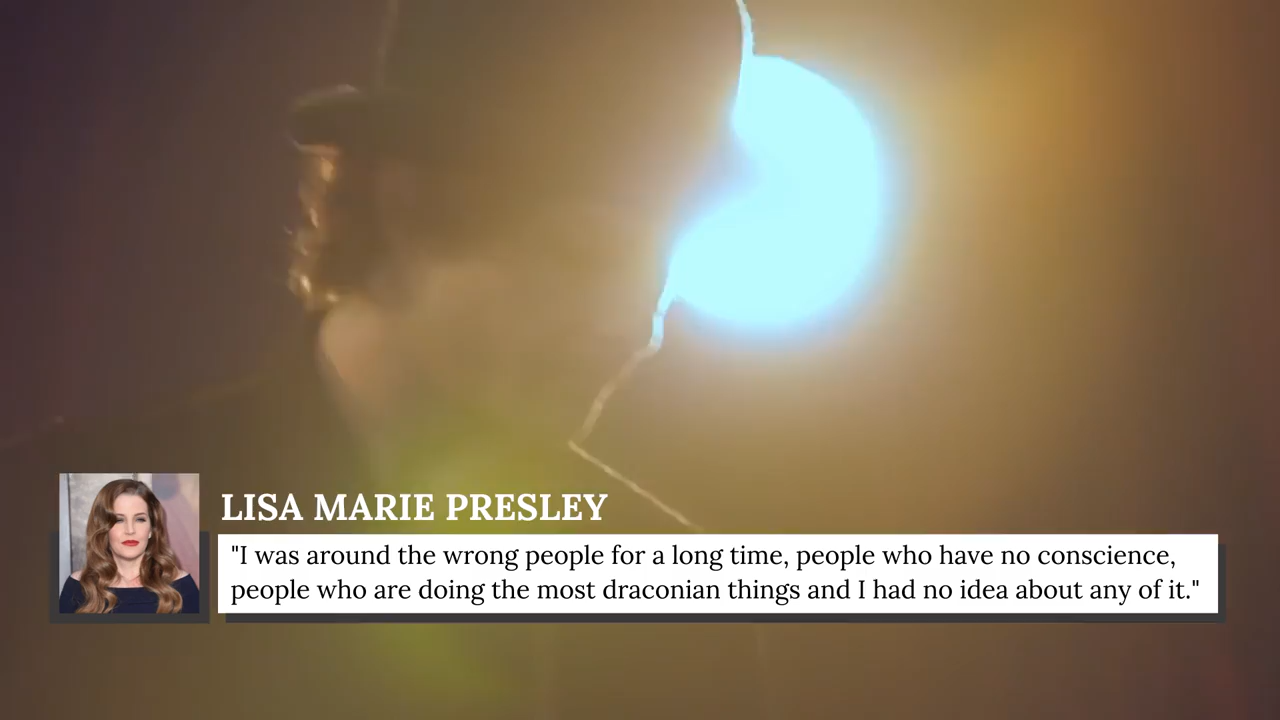 LISA MARIE PRESLEY
"I was around the wrong people for a long time, people who have no conscience,
people who are doing the most draconian things and I had no idea about any of it."